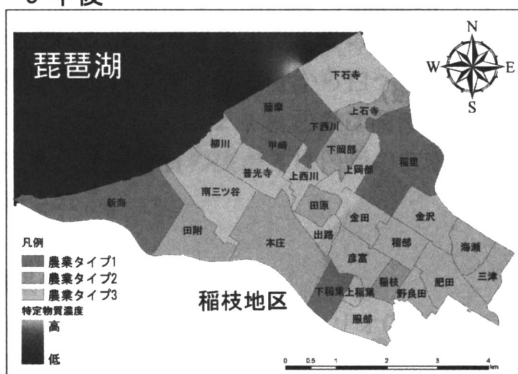 5年後
琵琶湖
N
W E
S
下石寺
薩摩
上石寺
下西川
柳川
甲崎
下岡部
稲里
普光寺
上西川
上岡部
南三ツ谷
新海
田原
金田
金沢
田附
本庄
出路
稲部
海瀬
彦富
三津
肥田
下稲葉
上稲葉
稲枝
野良田
服部
稲枝地区
凡例
農業タイプ1
農業タイプ2
農業タイプ3
特定物質濃度
高
低
0 0.5 1 2 3 4
km